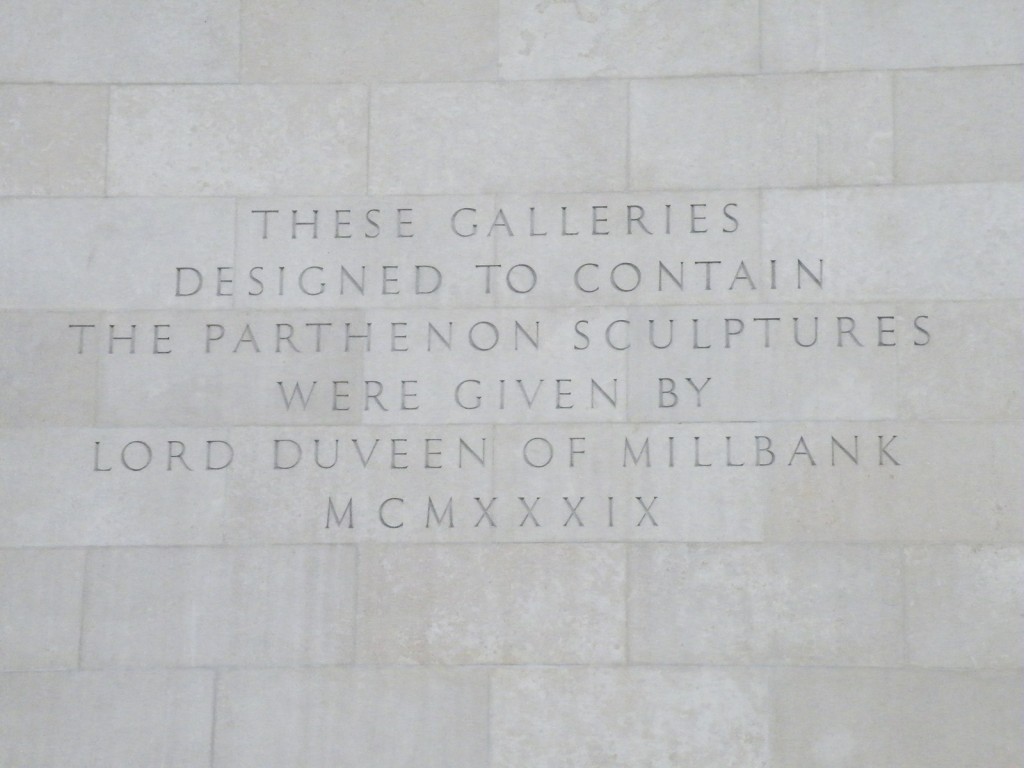 THESE GALLERIES
DESIGNED TO CONTAIN
THE PARTHENON SCULPTURES
WERE GIVEN BY
LORD DUVEEN OF MILLBANK
MCMXXXIX